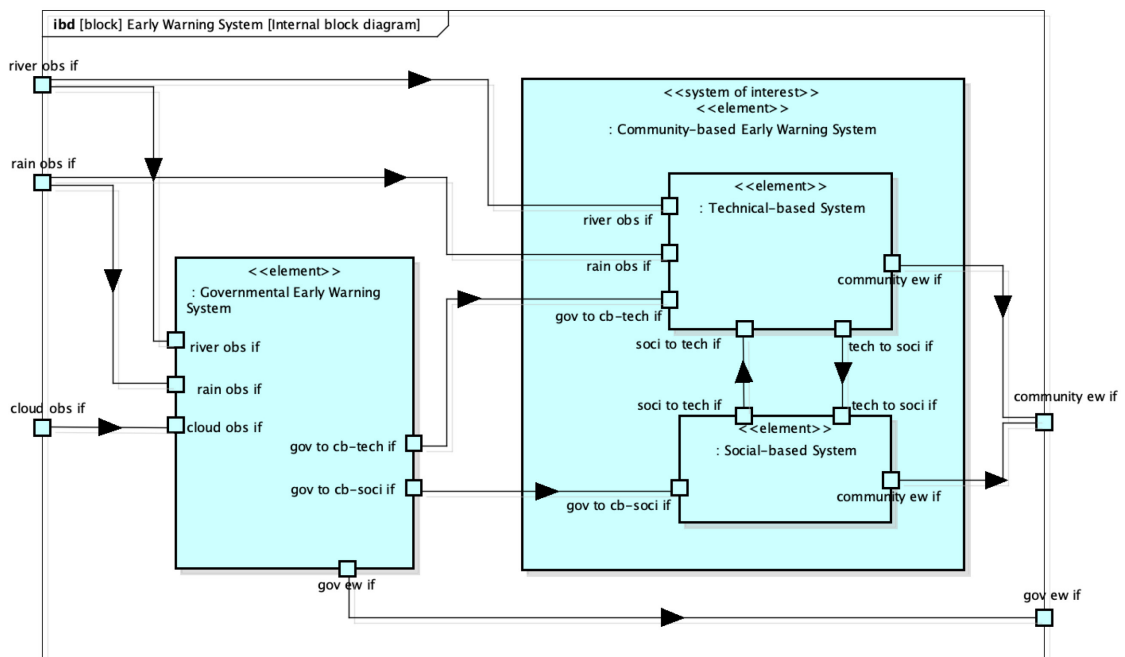 ibd [block] Early Warning System [Internal block diagram]
river obs if
rain obs if
cloud obs if
<<element>>
: Governmental Early Warning
System
river obs if
rain obs if
cloud obs if
gov to cb-tech if
gov to cb-soci if
gov ew if
<<system of interest>>
<<element>>
: Community-based Early Warning System
<<element>>
: Technical-based System
river obs if
rain obs if
gov to cb-tech if
community ew if
soci to tech if
tech to soci if
soci to tech if
tech to soci if
<<element>>
: Social-based System
gov to cb-soci if
community ew if
community ew if
gov ew if